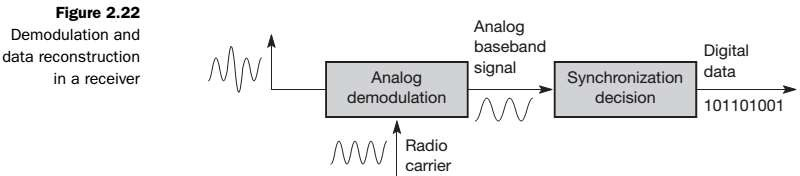 Figure 2.22
Demodulation and
data reconstruction
in a receiver
Analog
demodulation
Radio
carrier
Analog
baseband
signal
Synchronization
decision
Digital
data
101101001